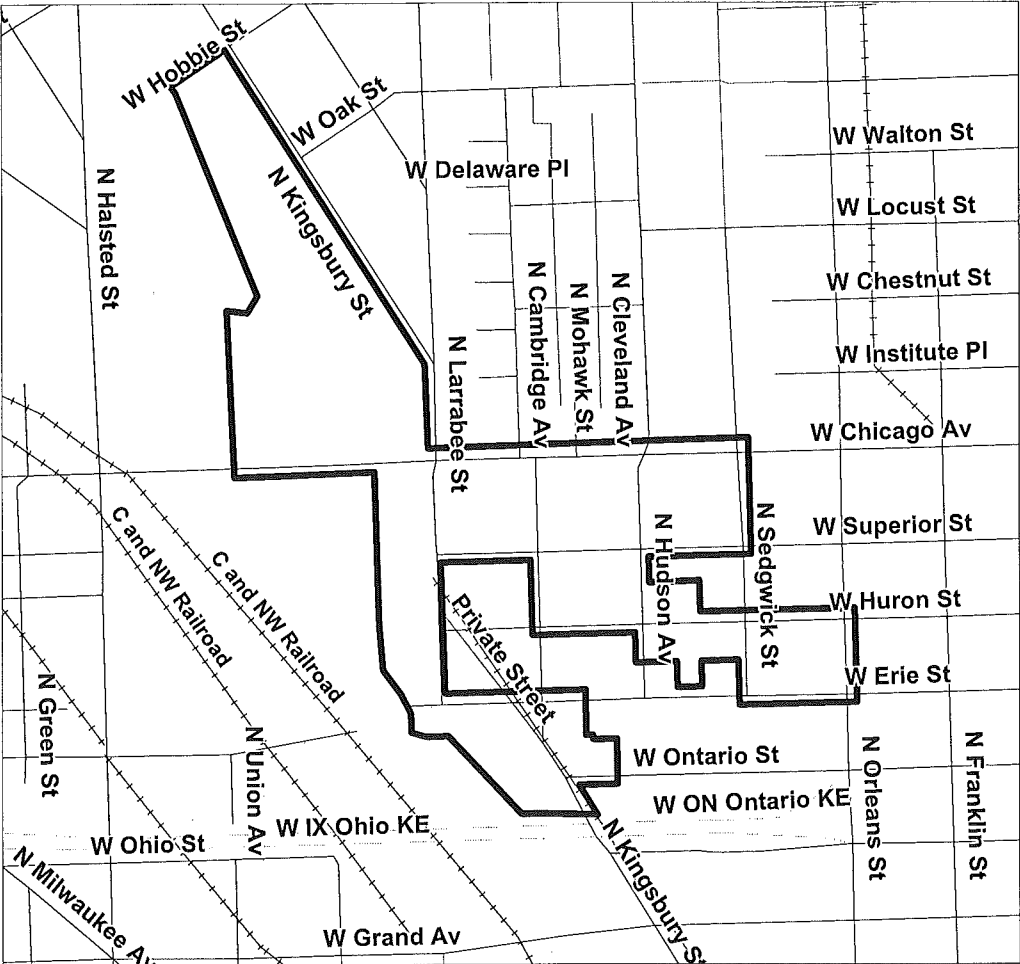 W Hobbie St
W Oak St
W Walton St
W Delaware Pl
N Halsted St
N Kingsbury St
W Locust St
N Cambridge Av
N Mohawk St
N Cleveland Av
W Chestnut St
N Larrabee St
W Institute Pl
W Chicago Av
C and NW Railroad
C and NW Railroad
N Hudson Av
N Sedgwick St
W Superior St
Private Street
W Huron St
W Erie St
N Green St
N Union Av
W Ontario St
N Orleans St
N Franklin St
W ON Ontario KE
W IX Ohio KE
W Ohio St
N Kingsbury St
N Milwaukee Av
W Grand Av